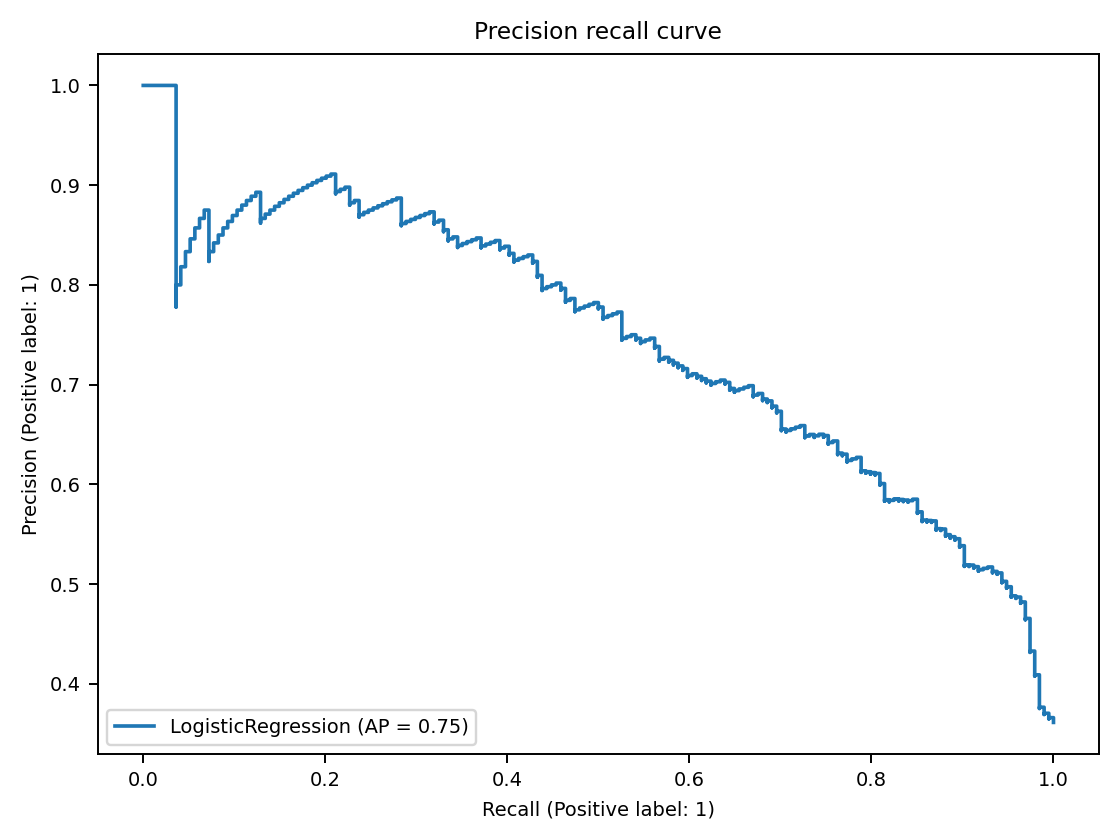 Precision recall curve
1.0
0.9
0.8
0.7
0.6
0.5
0.4
Precision (Positive label: 1)
LogisticRegression (AP = 0.75)
0.0 0.2 0.4 0.6 0.8 1.0
Recall (Positive label: 1)